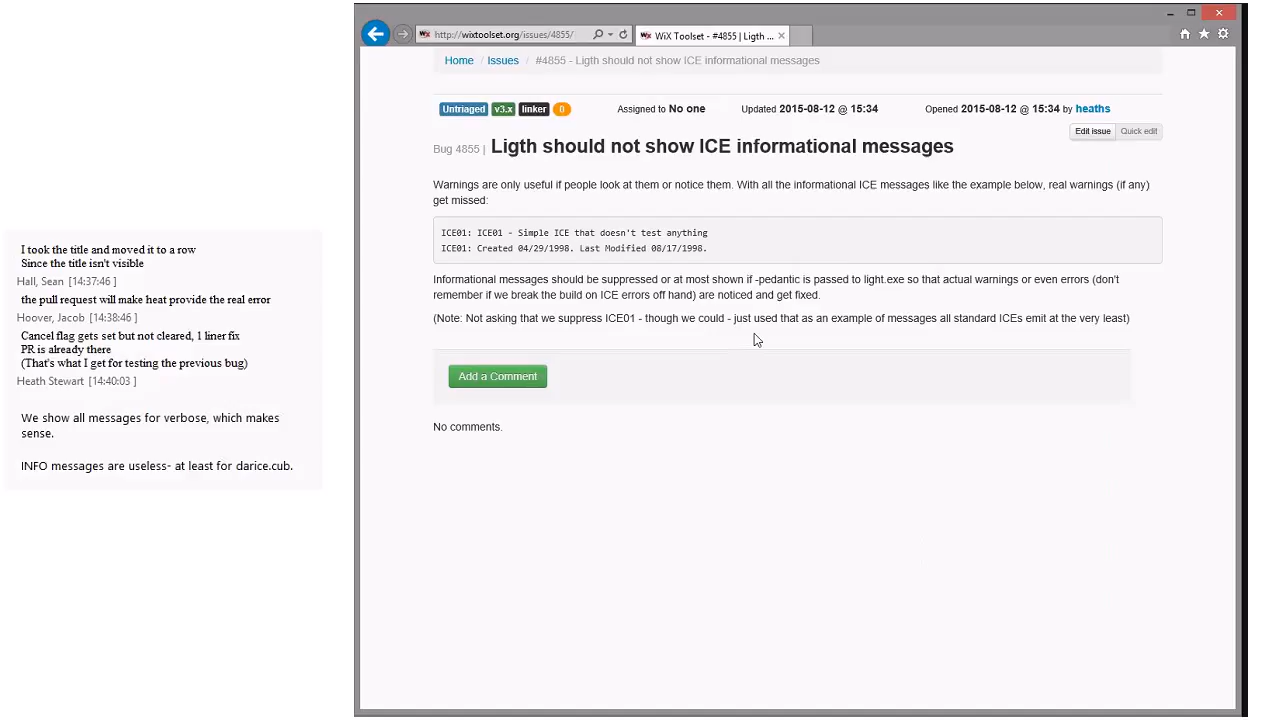 I took the title and moved it to a row
Since the title isn't visible
Hall, Sean [14:37:46 ]
the pull request will make heat provide the real error
Hoover, Jacob [14:38:46 ]
Cancel flag gets set but not cleared, 1 liner fix
PR is already there
(That's what I get for testing the previous bug)
Heath Stewart [14:40:03 ]
We show all messages for verbose, which makes
sense.
INFO messages are useless- at least for darice.cub.
http://wixtoolset.org/issues/4855/
WiX Toolset - #4855 | Ligth ...
Home / Issues / #4855 - Ligth should not show ICE informational messages
Untriaged v3.x linker 0 Assigned to No one Updated 2015-08-12 @ 15:34 Opened 2015-08-12 @ 15:34 by heaths
Edit issue Quick edit
Bug 4855 | Ligth should not show ICE informational messages
Warnings are only useful if people look at them or notice them. With all the informational ICE messages like the example below, real warnings (if any)
get missed:
ICE01: ICE01 - Simple ICE that doesn't test anything
ICE01: Created 04/29/1998. Last Modified 08/17/1998.
Informational messages should be suppressed or at most shown if -pedantic is passed to light.exe so that actual warnings or even errors (don't
remember if we break the build on ICE errors off hand) are noticed and get fixed.
(Note: Not asking that we suppress ICE01 - though we could - just used that as an example of messages all standard ICEs emit at the very least)
Add a Comment
No comments.